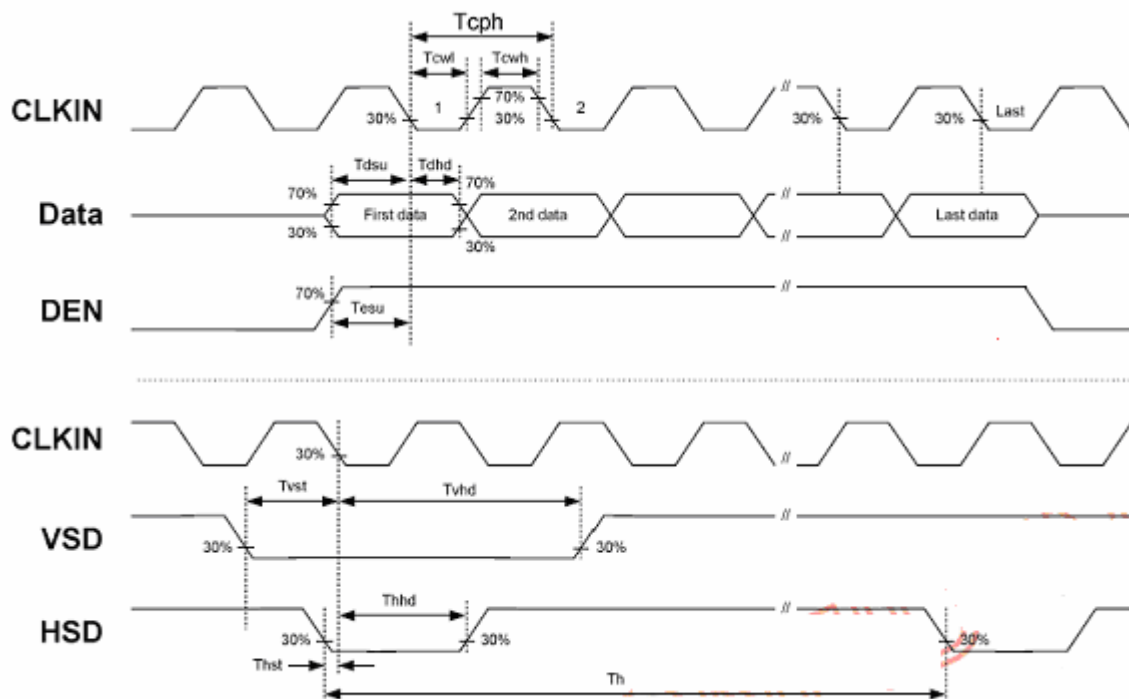 Tcph
Tcwl Tcwh
CLKIN 30% 1 70% 30% 2 // 30% 30% Last
Tdsu Tdhd
70% 70%
Data First data 2nd data // Last data
30% 30%
DEN 70% Tesu //
CLKIN 30% //
Tvst Tvhd
VSD 30% 30% //
Thhd
HSD 30% 30% // 30%
Thst
Th